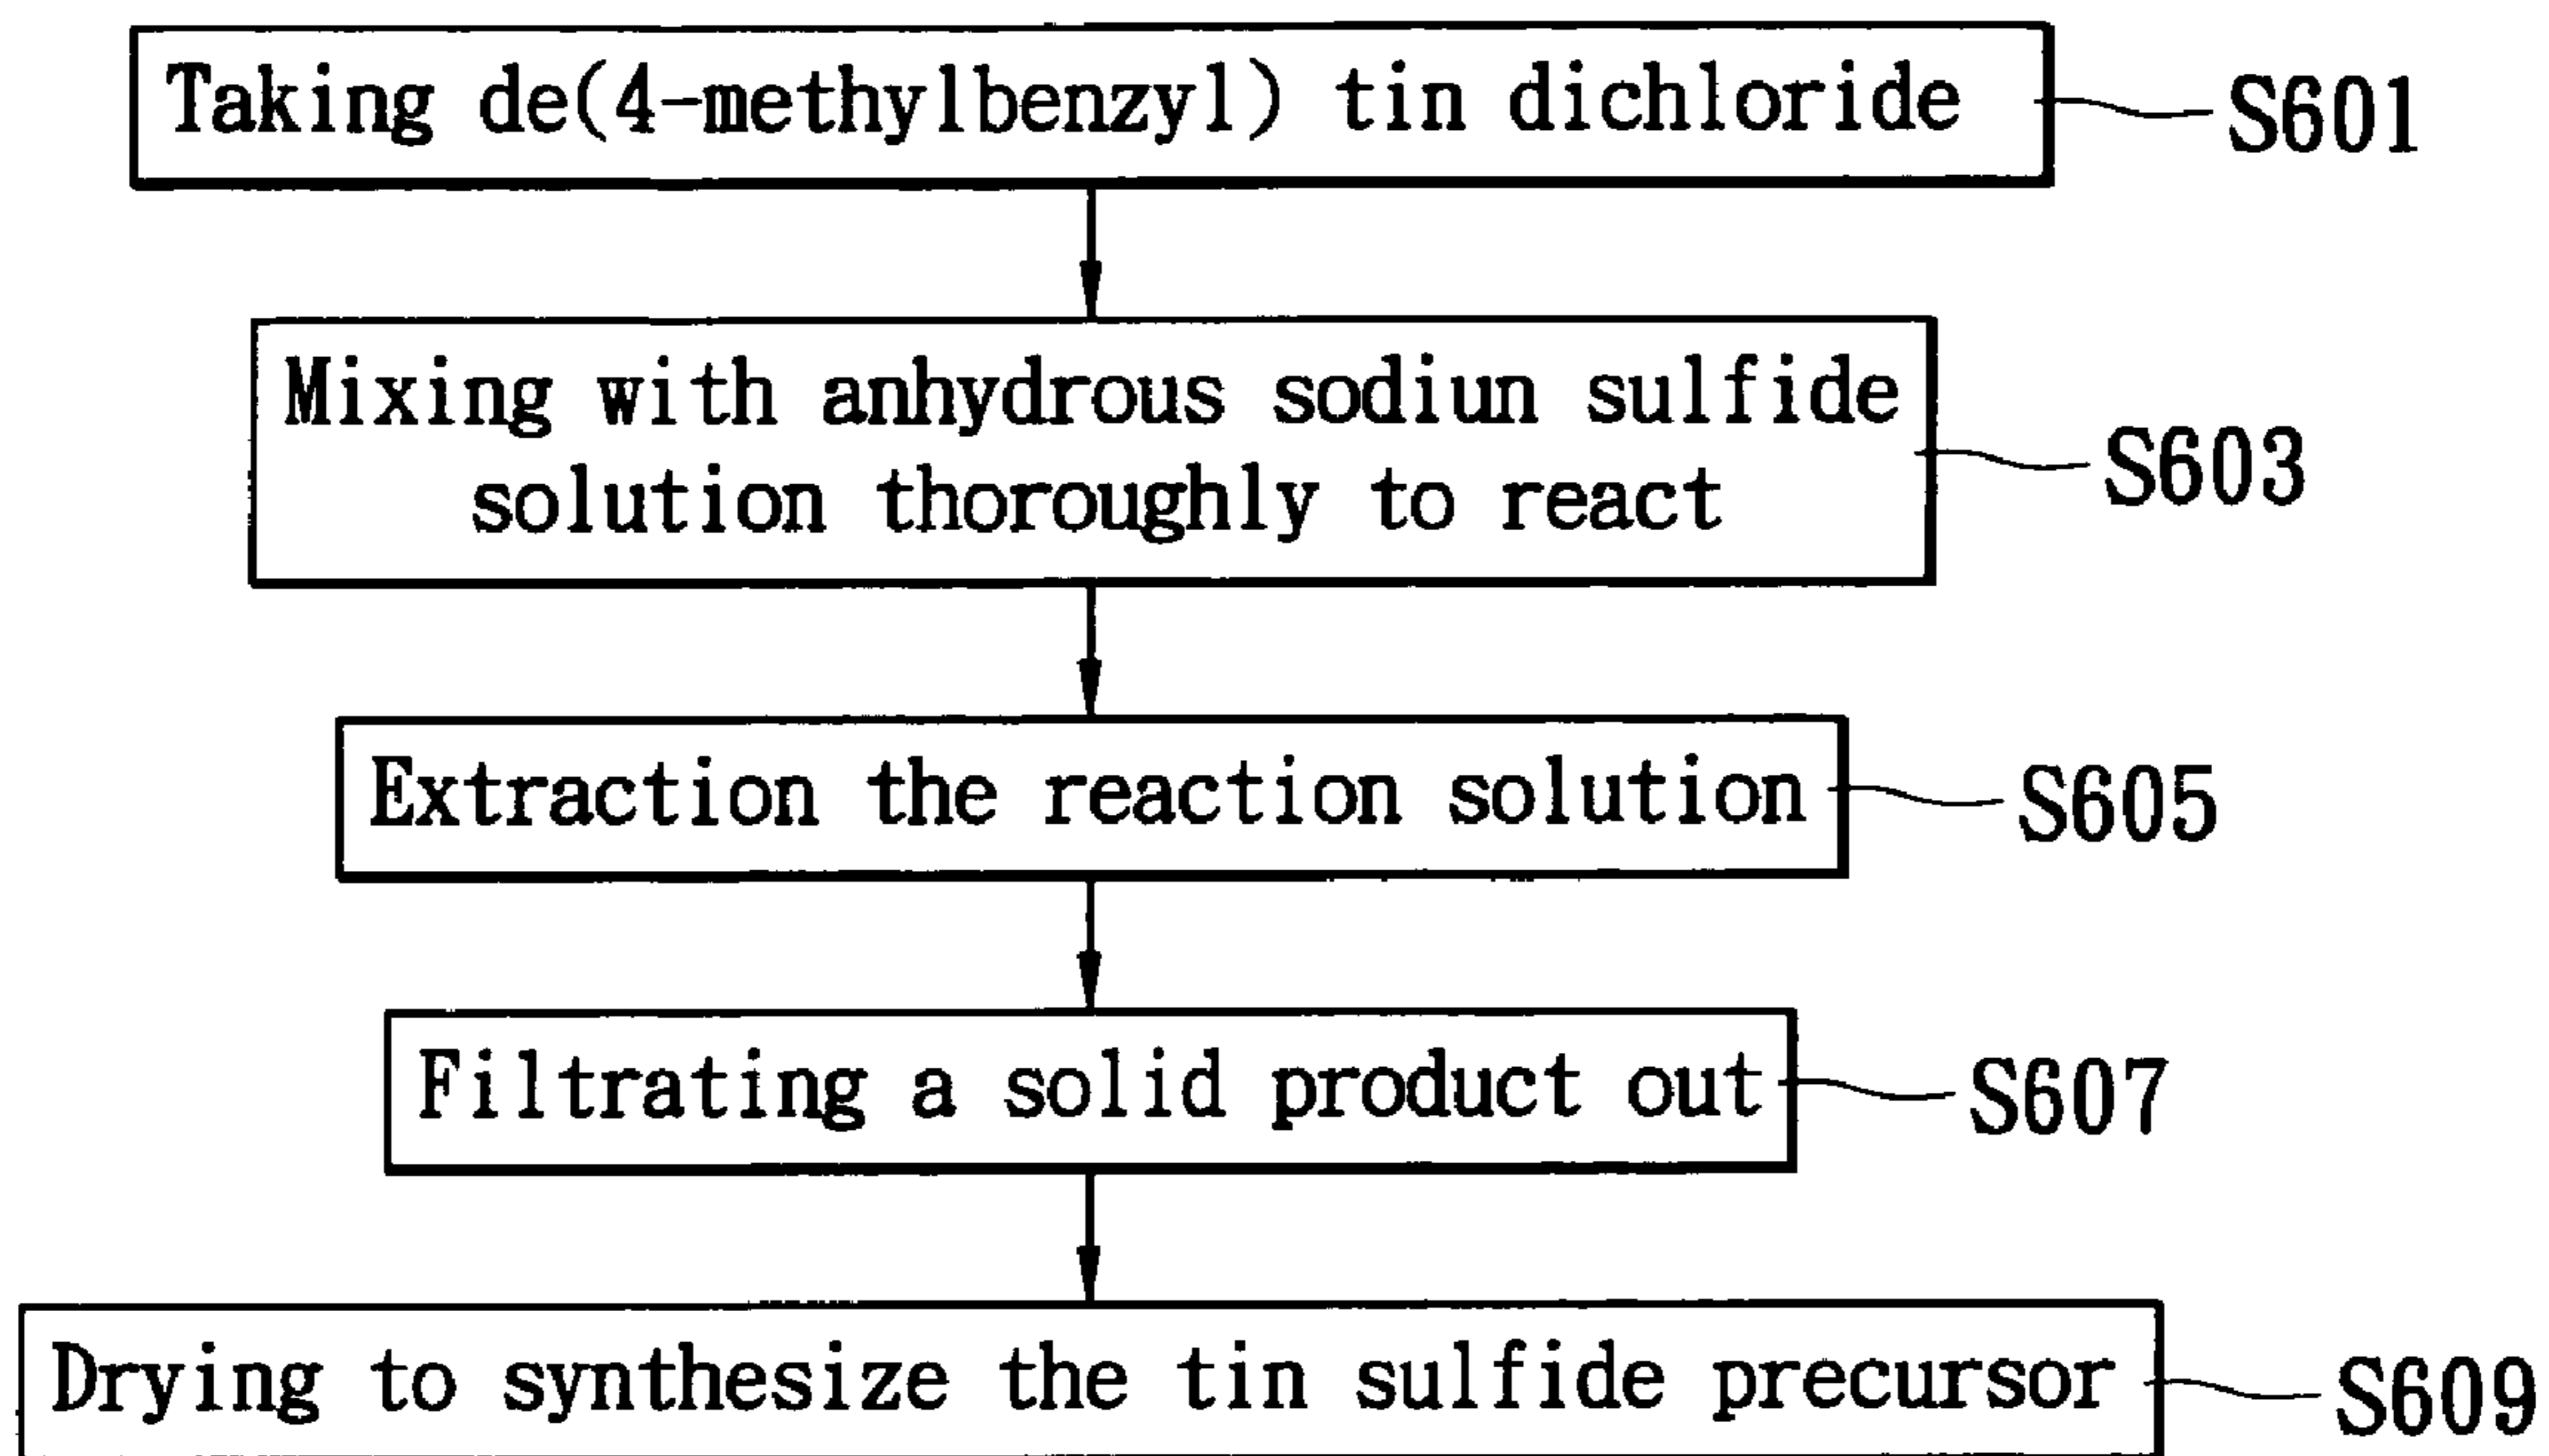 Taking de(4-methylbenzyl) tin dichloride
S601
Mixing with anhydrous sodiun sulfide
solution thoroughly to react
S603
Extraction the reaction solution
S605
Filtrating a solid product out
S607
Drying to synthesize the tin sulfide precursor
S609